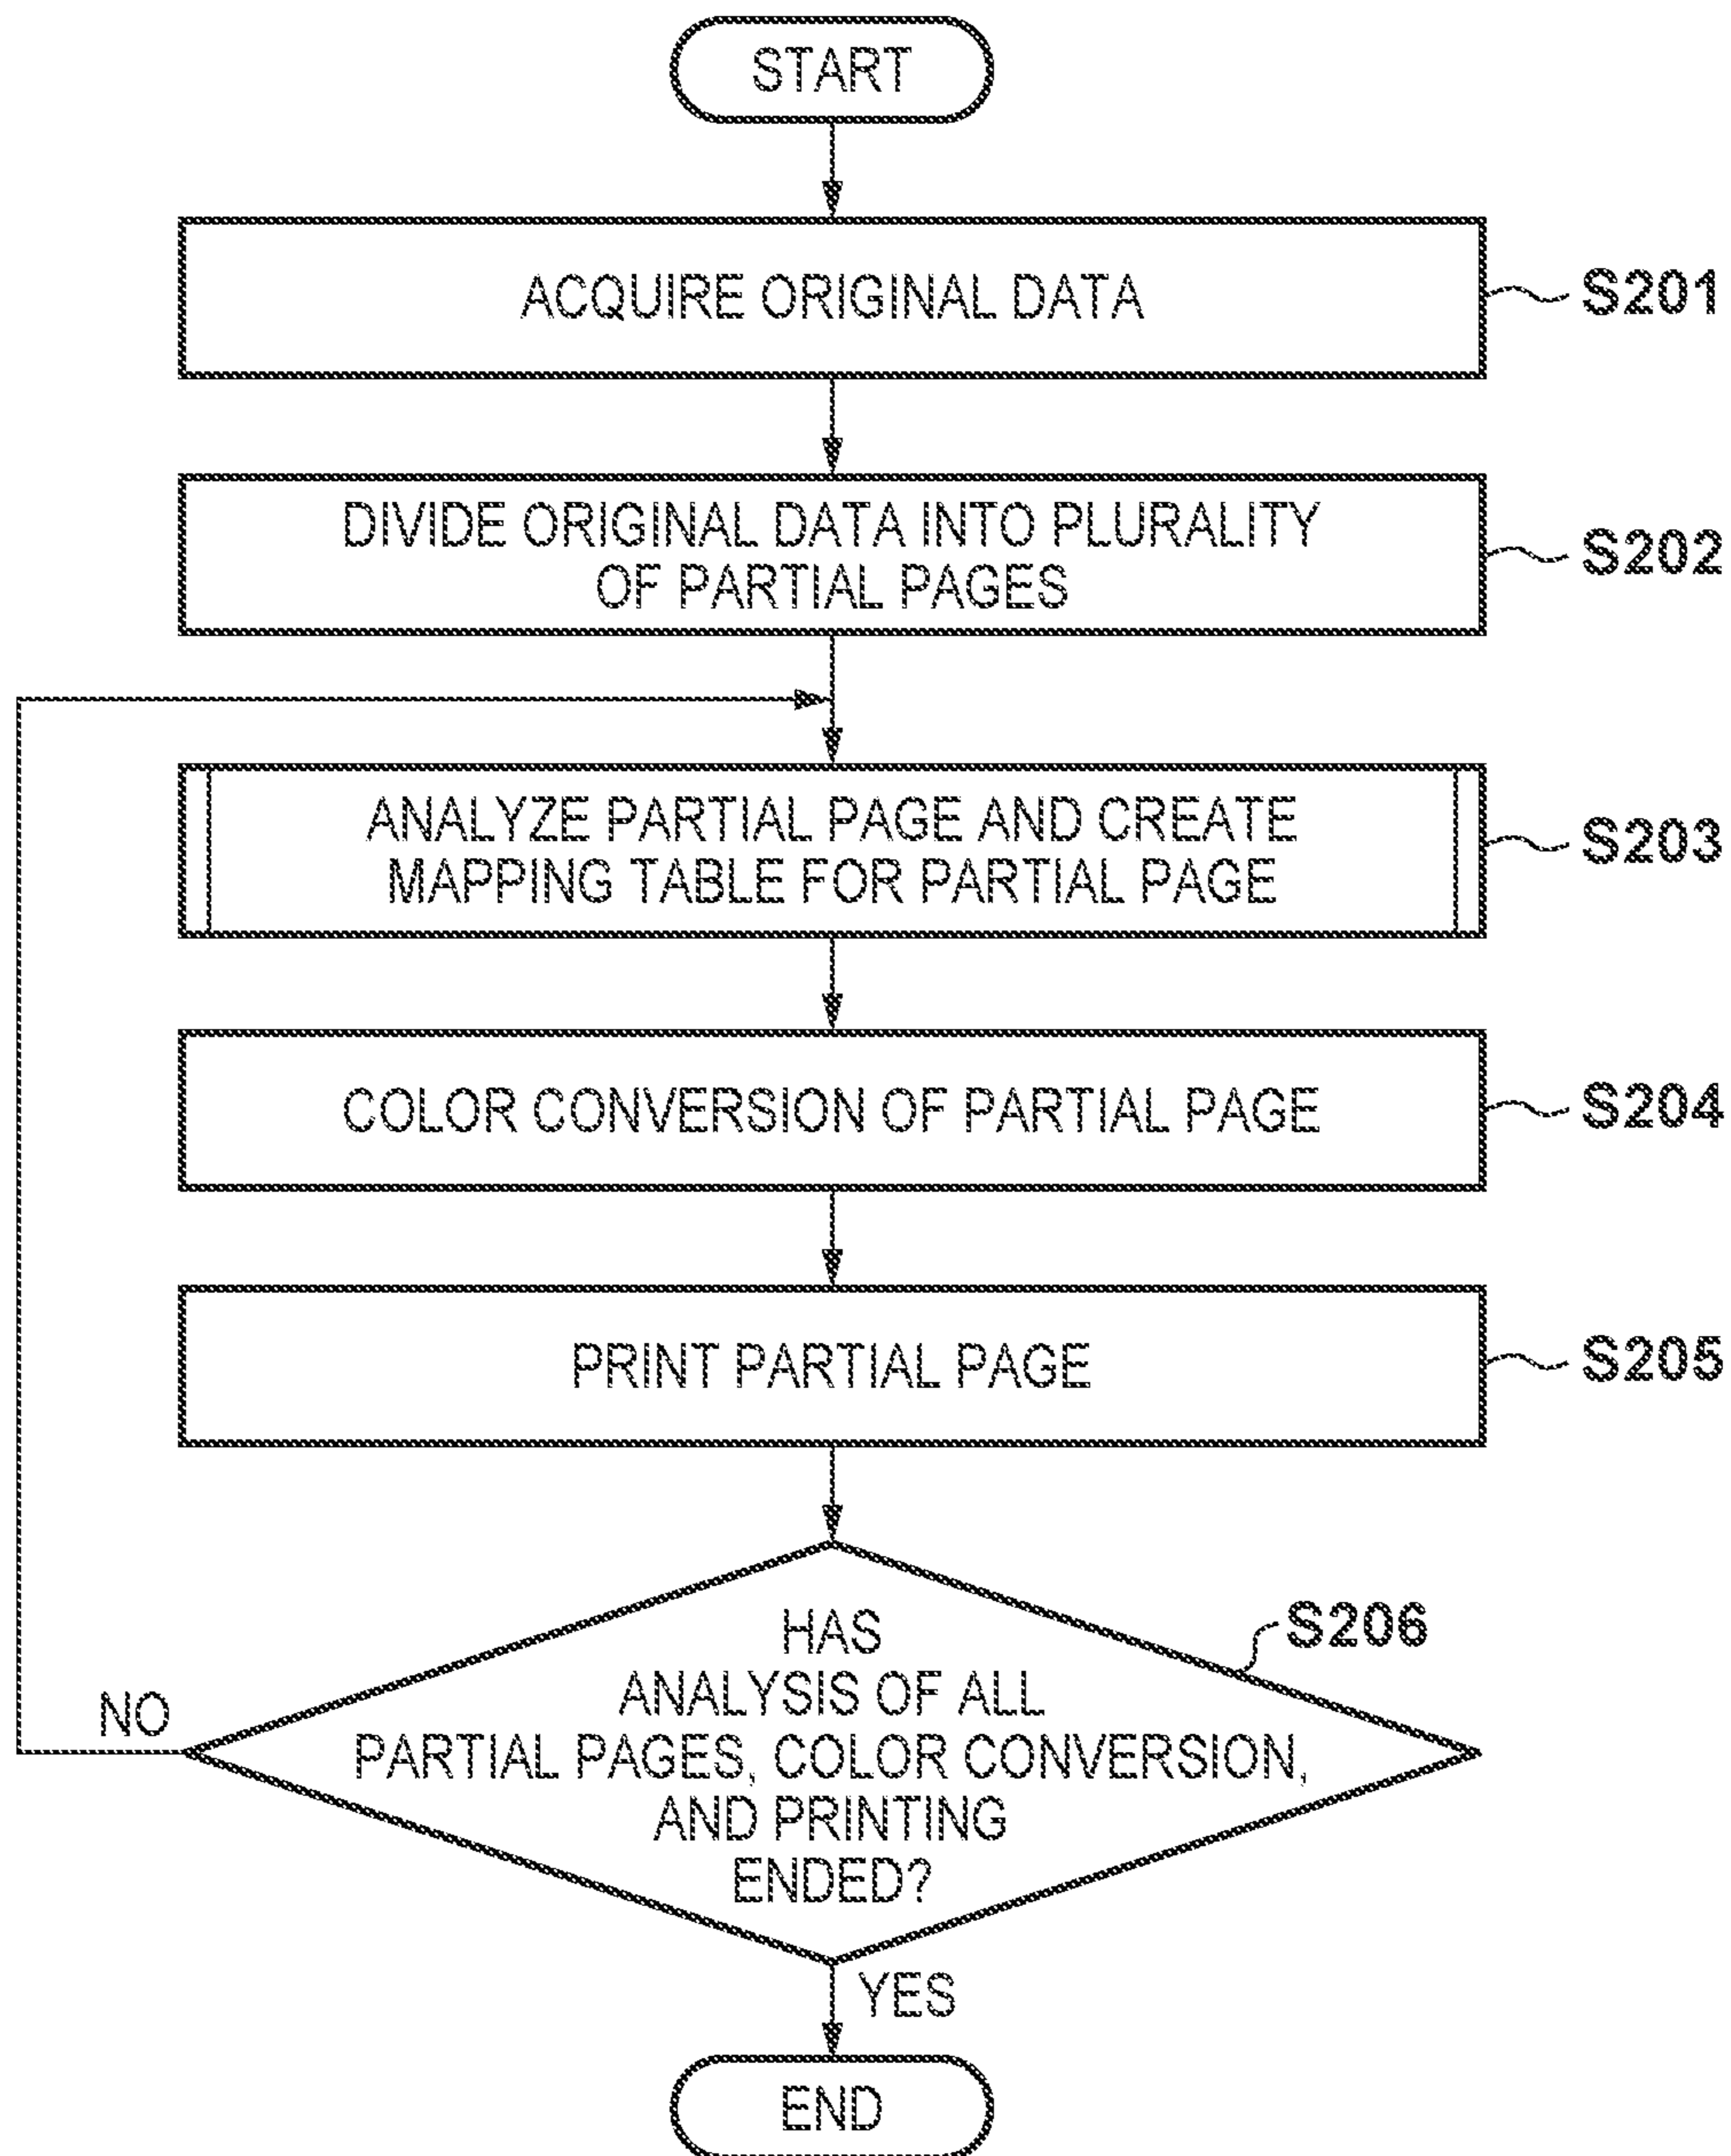 START
ACQUIRE ORIGINAL DATA
S201
DIVIDE ORIGINAL DATA INTO PLURALITY
OF PARTIAL PAGES
S202
ANALYZE PARTIAL PAGE AND CREATE
MAPPING TABLE FOR PARTIAL PAGE
S203
COLOR CONVERSION OF PARTIAL PAGE
S204
PRINT PARTIAL PAGE
S205
HAS
ANALYSIS OF ALL
PARTIAL PAGES, COLOR CONVERSION,
AND PRINTING
ENDED?
S206
NO
YES
END